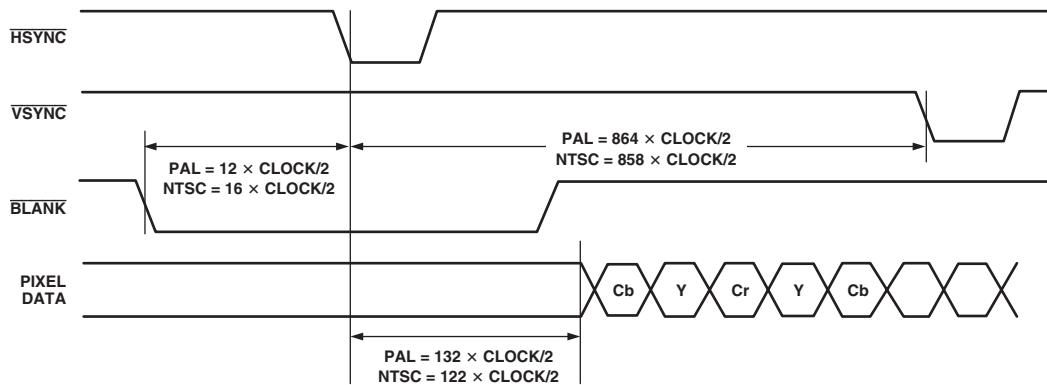 HSYNC
VSYNC
PAL = 864 × CLOCK/2
NTSC = 858 × CLOCK/2
PAL = 12 × CLOCK/2
NTSC = 16 × CLOCK/2
BLANK
PIXEL
DATA
Cb Y Cr Y Cb
PAL = 132 × CLOCK/2
NTSC = 122 × CLOCK/2